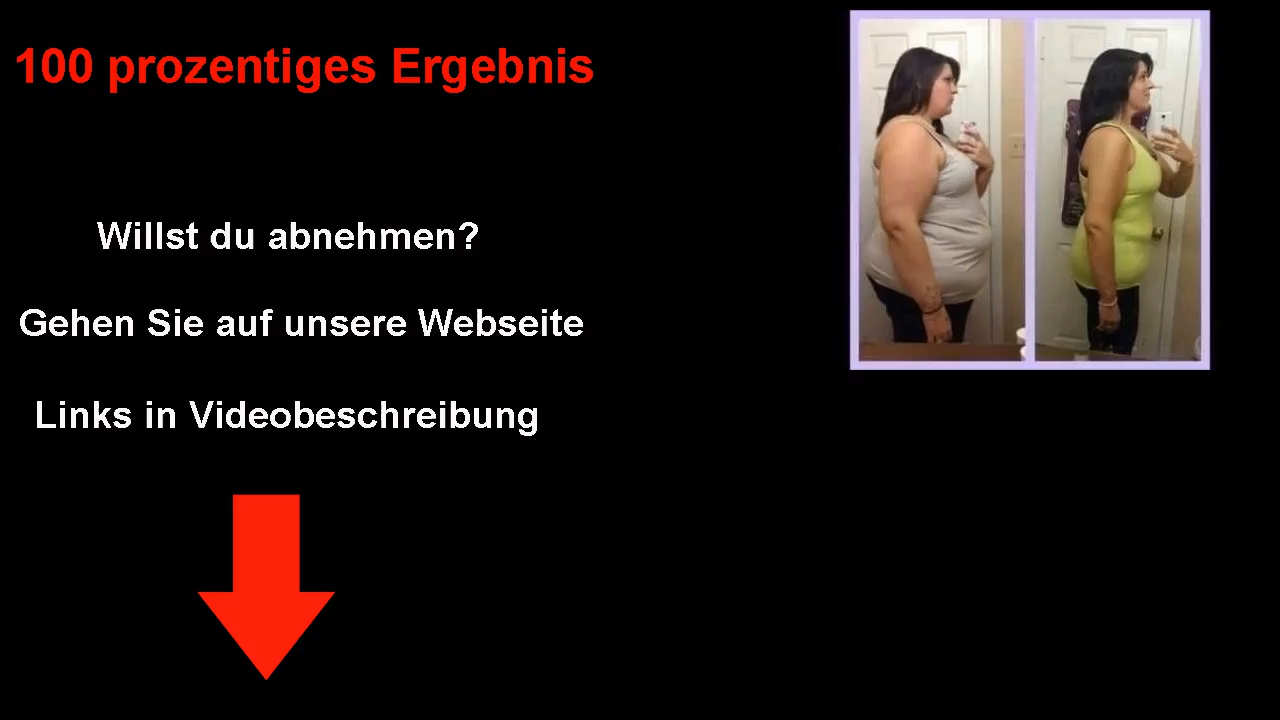 100 prozentiges Ergebnis
Willst du abnehmen?
Gehen Sie auf unsere Webseite
Links in Videobeschreibung